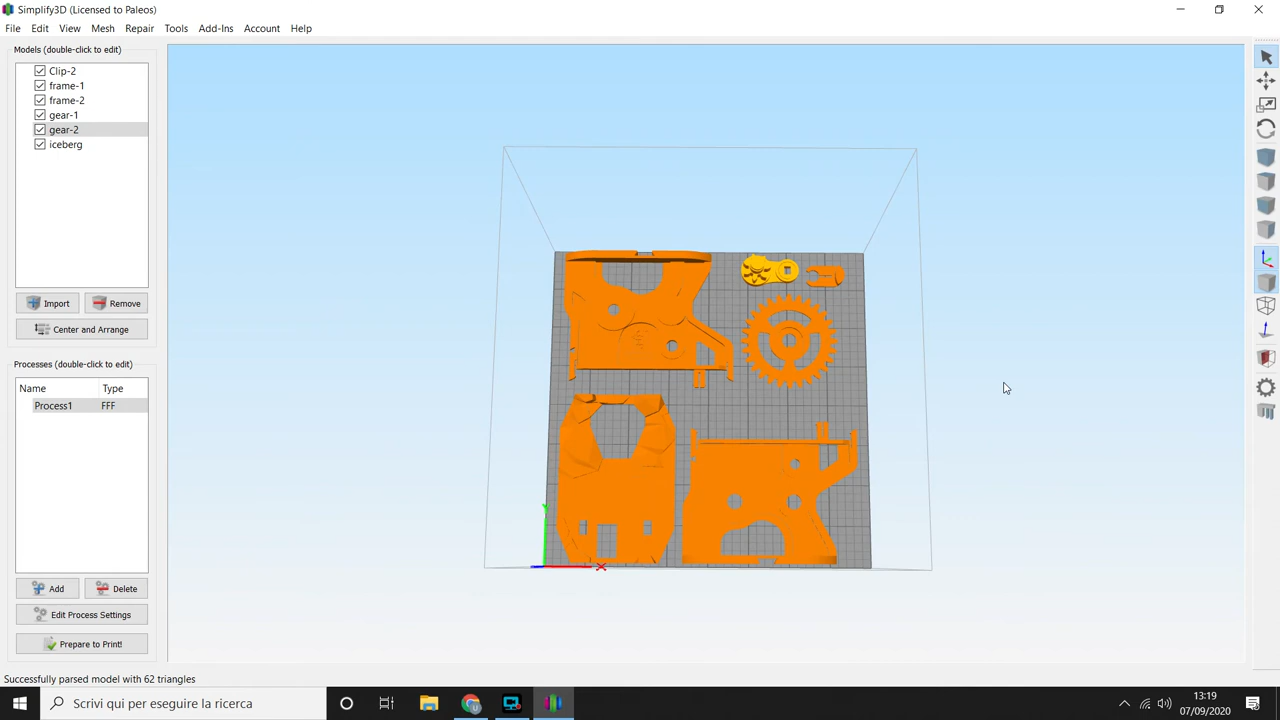 Simplify3D (Licensed to Paleos)
File Edit View Mesh Repair Tools Add-Ins Account Help
Models (double-click to edit)
Clip-2
frame-1
frame-2
gear-1
gear-2
iceberg
Import Remove
Center and Arrange
Processes (double-click to edit)
Name Type
Process1 FFF
Add Delete
Edit Process Settings
Prepare to Print!
Successfully parsed model with 62 triangles
Scrivi qui per eseguire la ricerca
13:19
07/09/2020